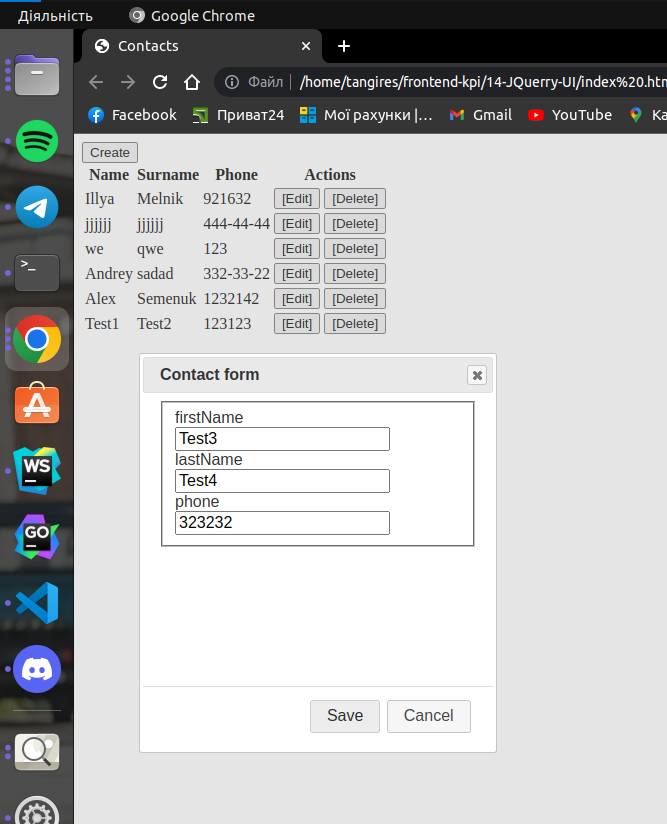 Діяльність Google Chrome
Contacts
Файл /home/tangires/frontend-kpi/14-JQuerry-UI/index%20.htm
Facebook Приват24 Мої рахунки |... Gmail YouTube Ка
Create
Name Surname Phone Actions
Illya Melnik 921632 [Edit] [Delete]
jjjjjj jjjjjj 444-44-44 [Edit] [Delete]
we qwe 123 [Edit] [Delete]
Andrey sadad 332-33-22 [Edit] [Delete]
Alex Semenuk 1232142 [Edit] [Delete]
Test1 Test2 123123 [Edit] [Delete]
Contact form
firstName
Test3
lastName
Test4
phone
323232
Save Cancel
>_
WS
GO